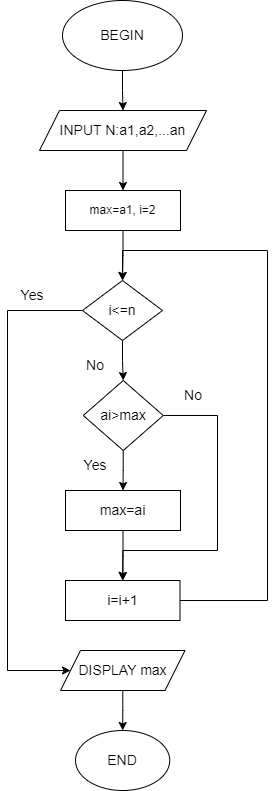 BEGIN
INPUT N:a1,a2,...an
max=a1, i=2
Yes
i<=n
No
ai>max
No
Yes
max=ai
i=i+1
DISPLAY max
END